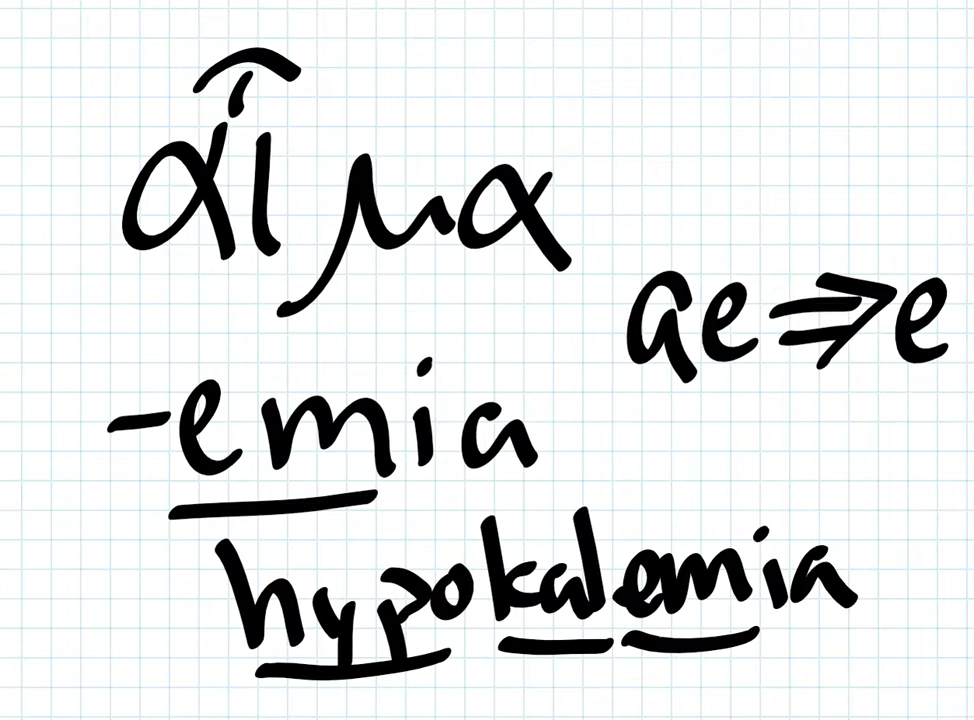 αἷμα
ae⇒e
-emia
hypokalemia